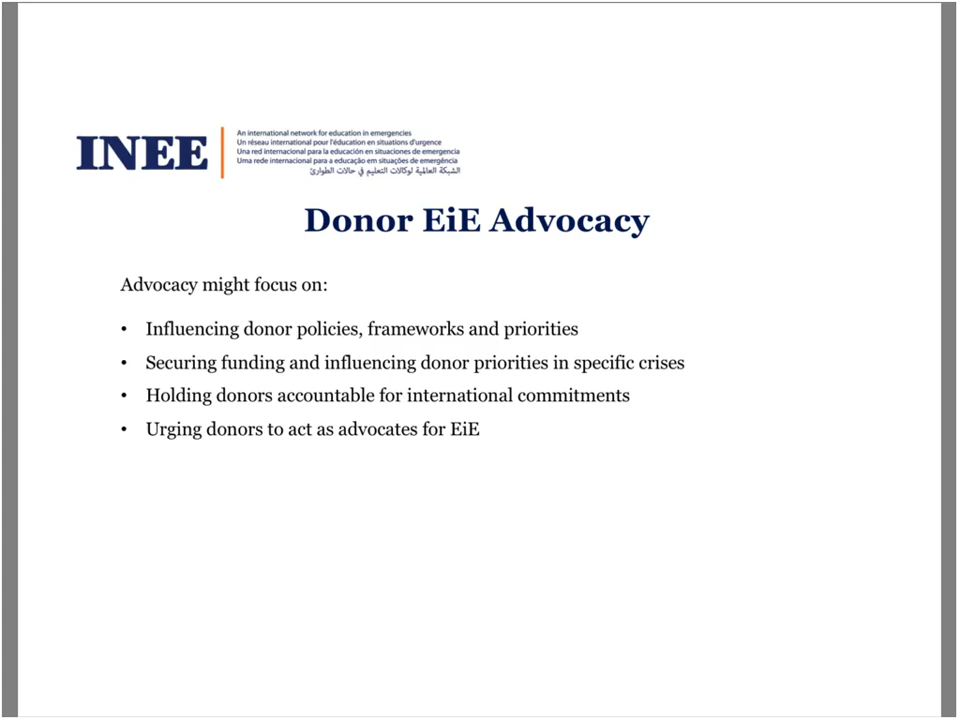 INEE
An international network for education in emergencies
Un réseau international pour l'éducation en situations d'urgence
Una red internacional para la educación en situaciones de emergencia
Uma rede internacional para a educação em situações de emergência
الشبكة العالمية لوكالات التعليم في حالات الطوارئ
Donor EiE Advocacy
Advocacy might focus on:
• Influencing donor policies, frameworks and priorities
• Securing funding and influencing donor priorities in specific crises
• Holding donors accountable for international commitments
• Urging donors to act as advocates for EiE